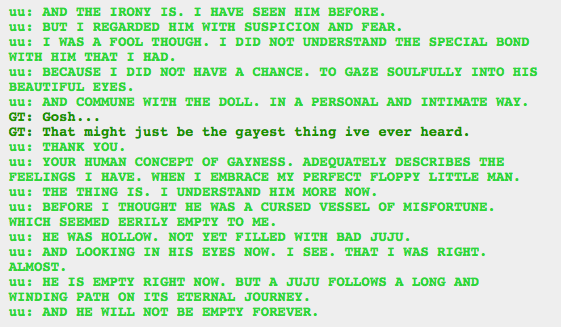 uu: AND THE IRONY IS. I HAVE SEEN HIM BEFORE.
uu: BUT I REGARDED HIM WITH SUSPICION AND FEAR.
uu: I WAS A FOOL THOUGH. I DID NOT UNDERSTAND THE SPECIAL BOND
WITH HIM THAT I HAD.
uu: BECAUSE I DID NOT HAVE A CHANCE. TO GAZE SOULFULLY INTO HIS
BEAUTIFUL EYES.
uu: AND COMMUNE WITH THE DOLL. IN A PERSONAL AND INTIMATE WAY.
GT: Gosh...
GT: That might just be the gayest thing ive ever heard.
uu: THANK YOU.
uu: YOUR HUMAN CONCEPT OF GAYNESS. ADEQUATELY DESCRIBES THE
FEELINGS I HAVE. WHEN I EMBRACE MY PERFECT FLOPPY LITTLE MAN.
uu: THE THING IS. I UNDERSTAND HIM MORE NOW.
uu: BEFORE I THOUGHT HE WAS A CURSED VESSEL OF MISFORTUNE.
WHICH SEEMED EERILY EMPTY TO ME.
uu: HE WAS HOLLOW. NOT YET FILLED WITH BAD JUJU.
uu: AND LOOKING IN HIS EYES NOW. I SEE. THAT I WAS RIGHT.
ALMOST.
uu: HE IS EMPTY RIGHT NOW. BUT A JUJU FOLLOWS A LONG AND
WINDING PATH ON ITS ETERNAL JOURNEY.
uu: AND HE WILL NOT BE EMPTY FOREVER.